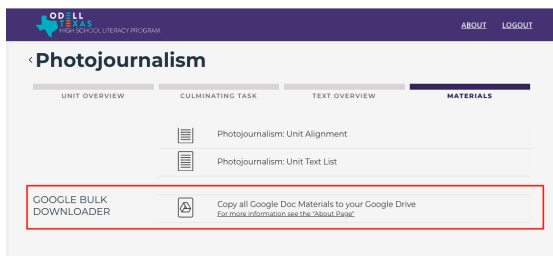 ODELL
TEXAS
HIGH SCHOOL LITERACY PROGRAM
ABOUT
LOGOUT
‹Photojournalism
UNIT OVERVIEW
CULMINATING TASK
TEXT OVERVIEW
MATERIALS
Photojournalism: Unit Alignment
Photojournalism: Unit Text List
GOOGLE BULK
DOWNLOADER
Copy all Google Doc Materials to your Google Drive
For more information see the "About Page"